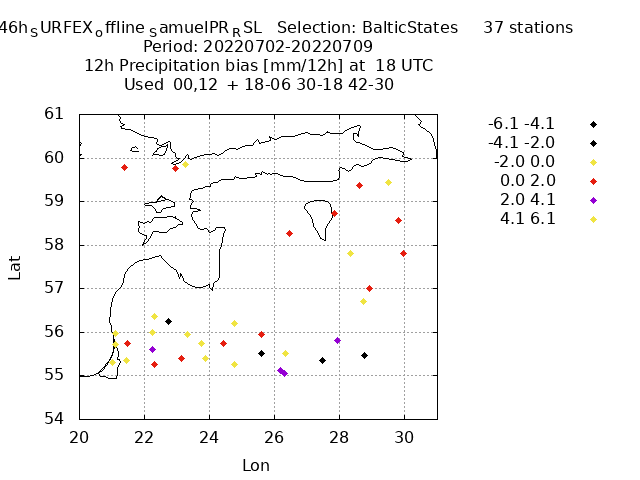 46h_SURFEX_offline_SamuelPR_RSL Selection: BalticStates 37 stations
Period: 20220702-20220709
12h Precipitation bias [mm/12h] at 18 UTC
Used 00,12 + 18-06 30-18 42-30
-6.1 -4.1
-4.1 -2.0
-2.0 0.0
0.0 2.0
2.0 4.1
4.1 6.1
61
60
59
58
57
56
55
54
20 22 24 26 28 30
Lat
Lon